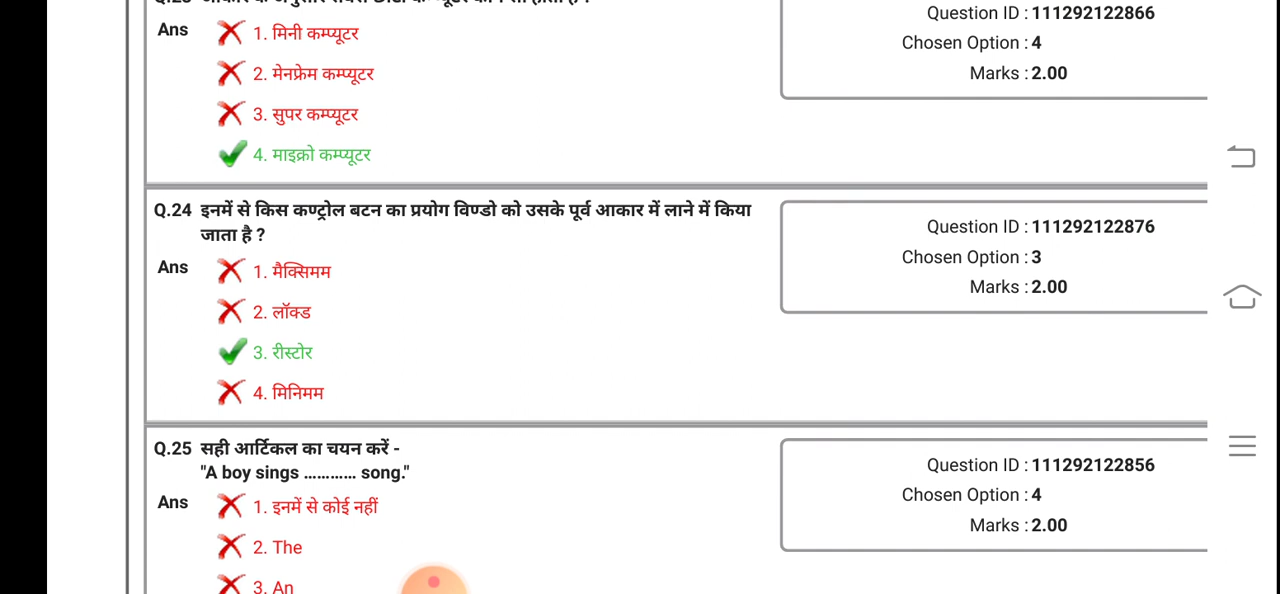 Question ID : 111292122866
Ans 1. मिनी कम्प्यूटर
Chosen Option : 4
2. मेनफ्रेम कम्प्यूटर
Marks : 2.00
3. सुपर कम्प्यूटर
4. माइक्रो कम्प्यूटर
Q.24 इनमें से किस कण्ट्रोल बटन का प्रयोग विण्डो को उसके पूर्व आकार में लाने में किया
जाता है ?
Question ID : 111292122876
Chosen Option : 3
Marks : 2.00
Ans 1. मैक्सिमम
2. लॉक्ड
3. रीस्टोर
4. मिनिमम
Q.25 सही आर्टिकल का चयन करें -
"A boy sings ............ song."
Question ID : 111292122856
Chosen Option : 4
Marks : 2.00
Ans 1. इनमें से कोई नहीं
2. The
3. An